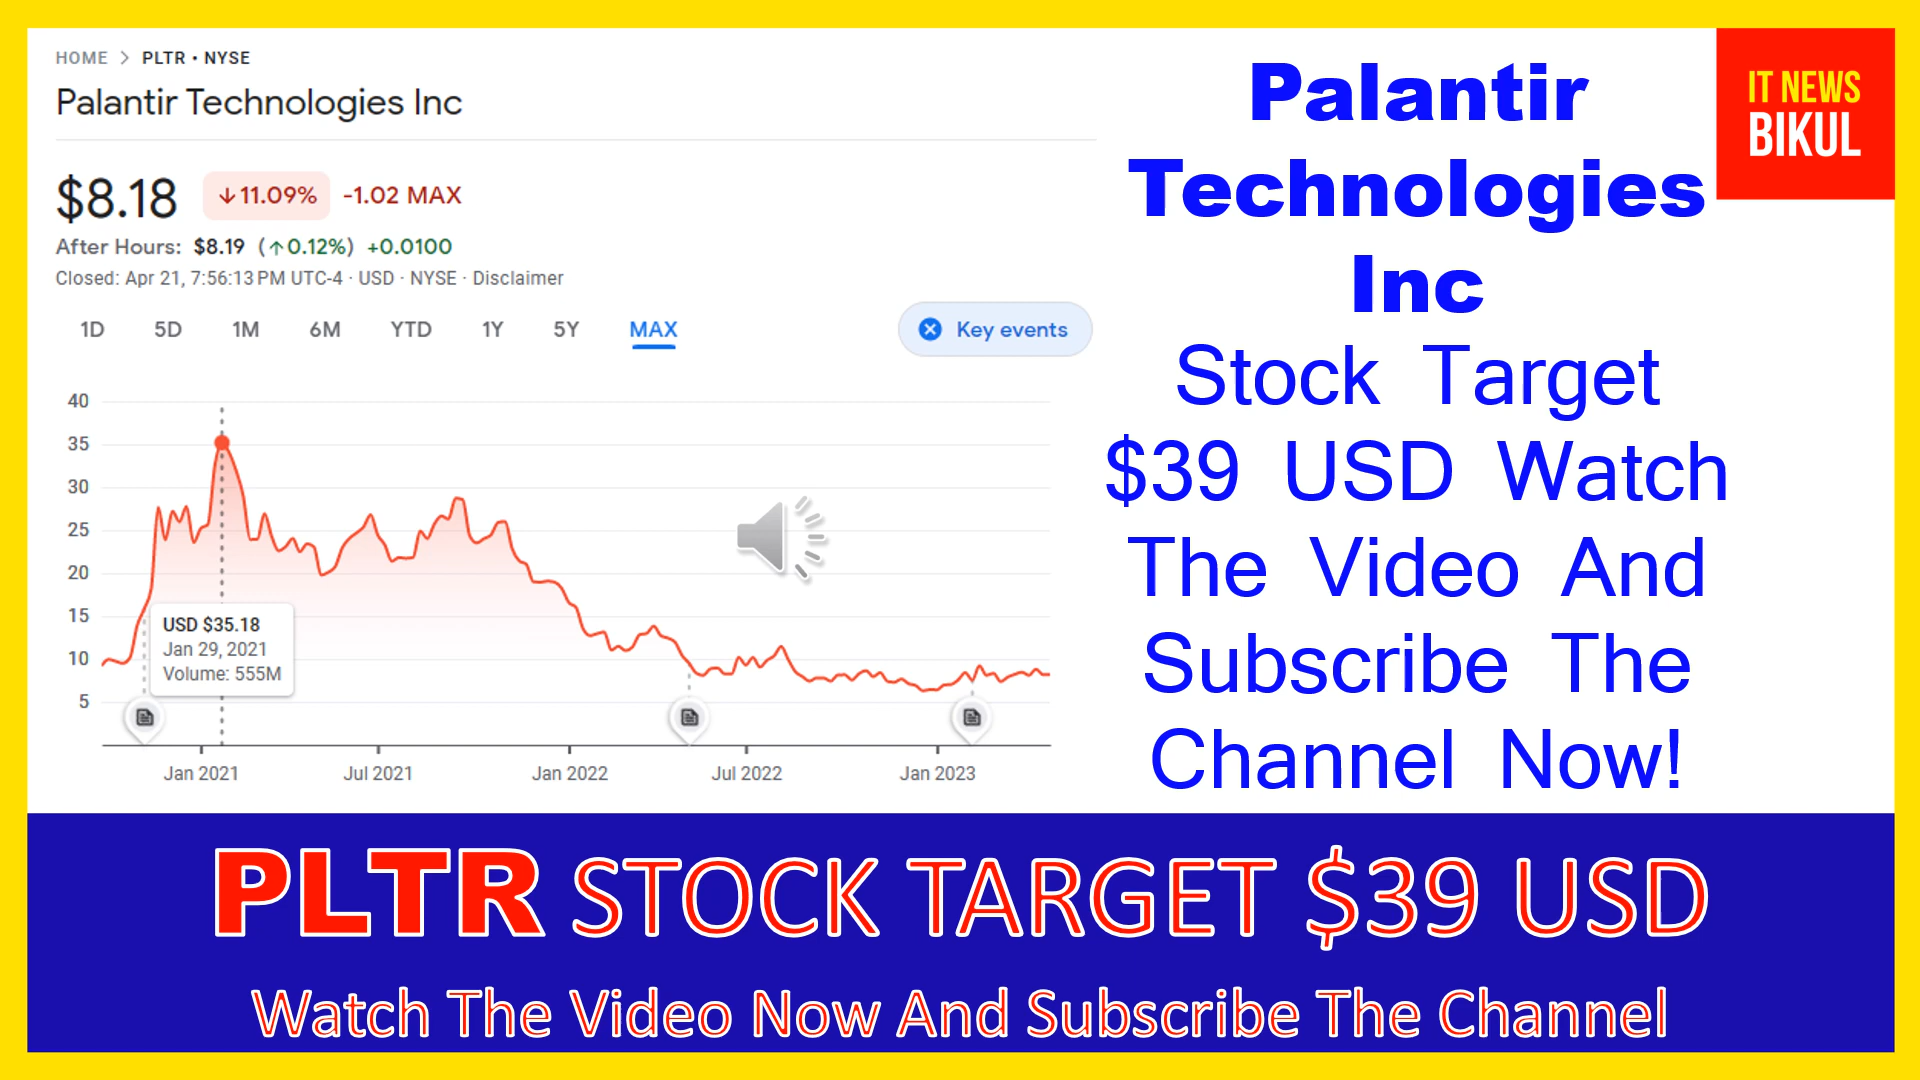 HOME > PLTR • NYSE
Palantir Technologies Inc
$8.18 ↓11.09% -1.02 MAX
After Hours: $8.19 (↑0.12%) +0.0100
Closed: Apr 21, 7:56:13 PM UTC-4 · USD · NYSE · Disclaimer
1D 5D 1M 6M YTD 1Y 5Y MAX
Key events
40
35
30
25
20
15
10
5
USD $35.18
Jan 29, 2021
Volume: 555M
Jan 2021 Jul 2021 Jan 2022 Jul 2022 Jan 2023
Palantir
Technologies
Inc
Stock Target
$39 USD Watch
The Video And
Subscribe The
Channel Now!
IT NEWS
BIKUL
PLTR STOCK TARGET $39 USD
Watch The Video Now And Subscribe The Channel